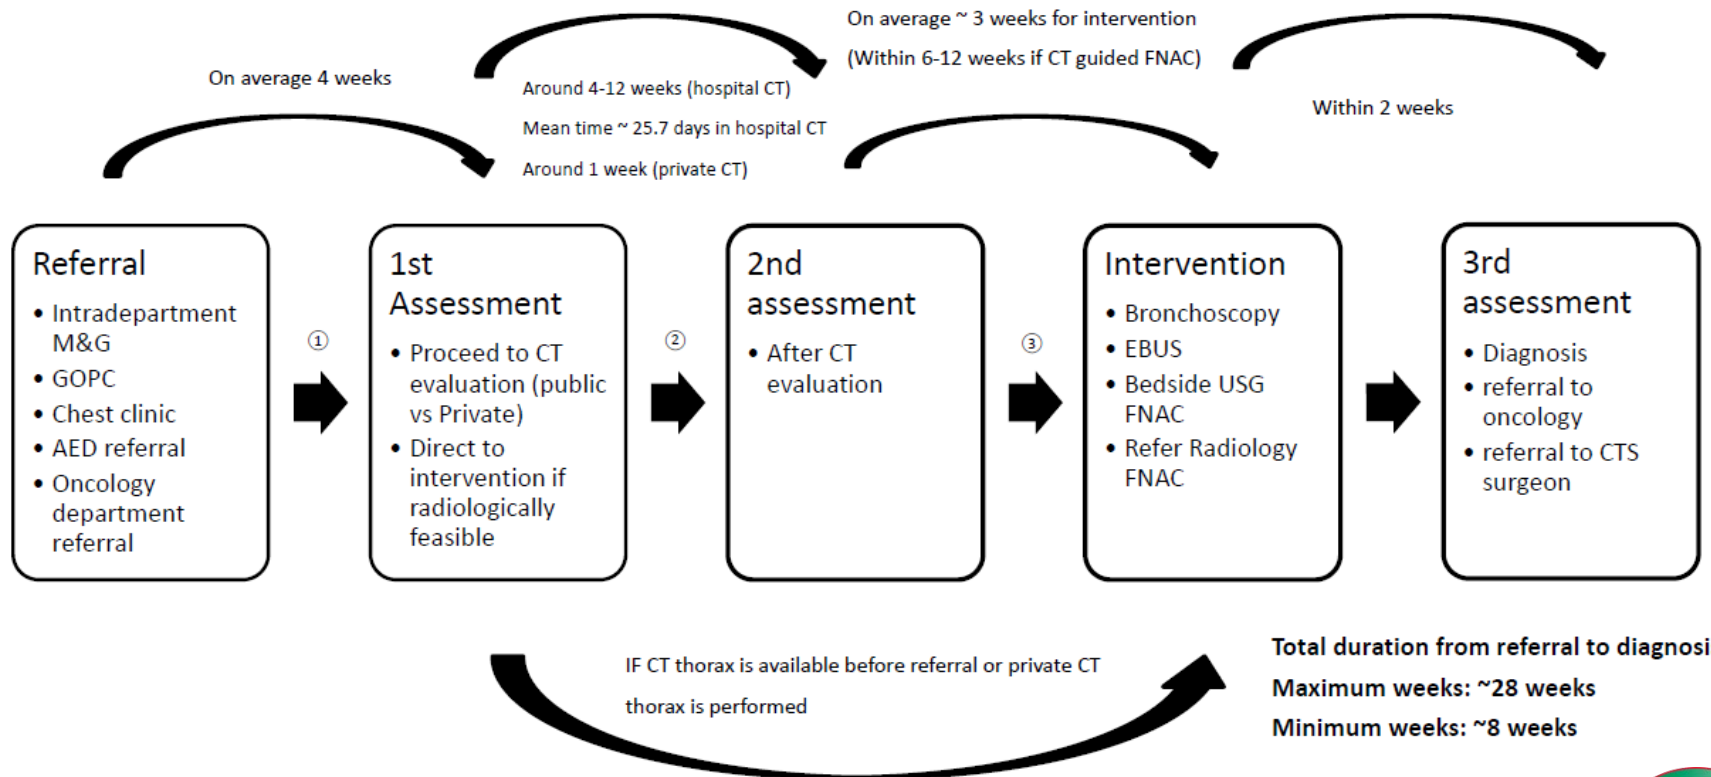 On average 4 weeks
Around 4-12 weeks (hospital CT)
Mean time ~ 25.7 days in hospital CT
Around 1 week (private CT)
On average ~ 3 weeks for intervention
(Within 6-12 weeks if CT guided FNAC)
Within 2 weeks
Referral
• Intradepartment
M&G
• GOPC
• Chest clinic
• AED referral
• Oncology
department
referral
①
1st
Assessment
• Proceed to CT
evaluation (public
vs Private)
• Direct to
intervention if
radiologically
feasible
②
2nd
assessment
• After CT
evaluation
③
Intervention
• Bronchoscopy
• EBUS
• Bedside USG
FNAC
• Refer Radiology
FNAC
3rd
assessment
• Diagnosis
• referral to
oncology
• referral to CTS
surgeon
IF CT thorax is available before referral or private CT
thorax is performed
Total duration from referral to diagnosi
Maximum weeks: ~28 weeks
Minimum weeks: ~8 weeks